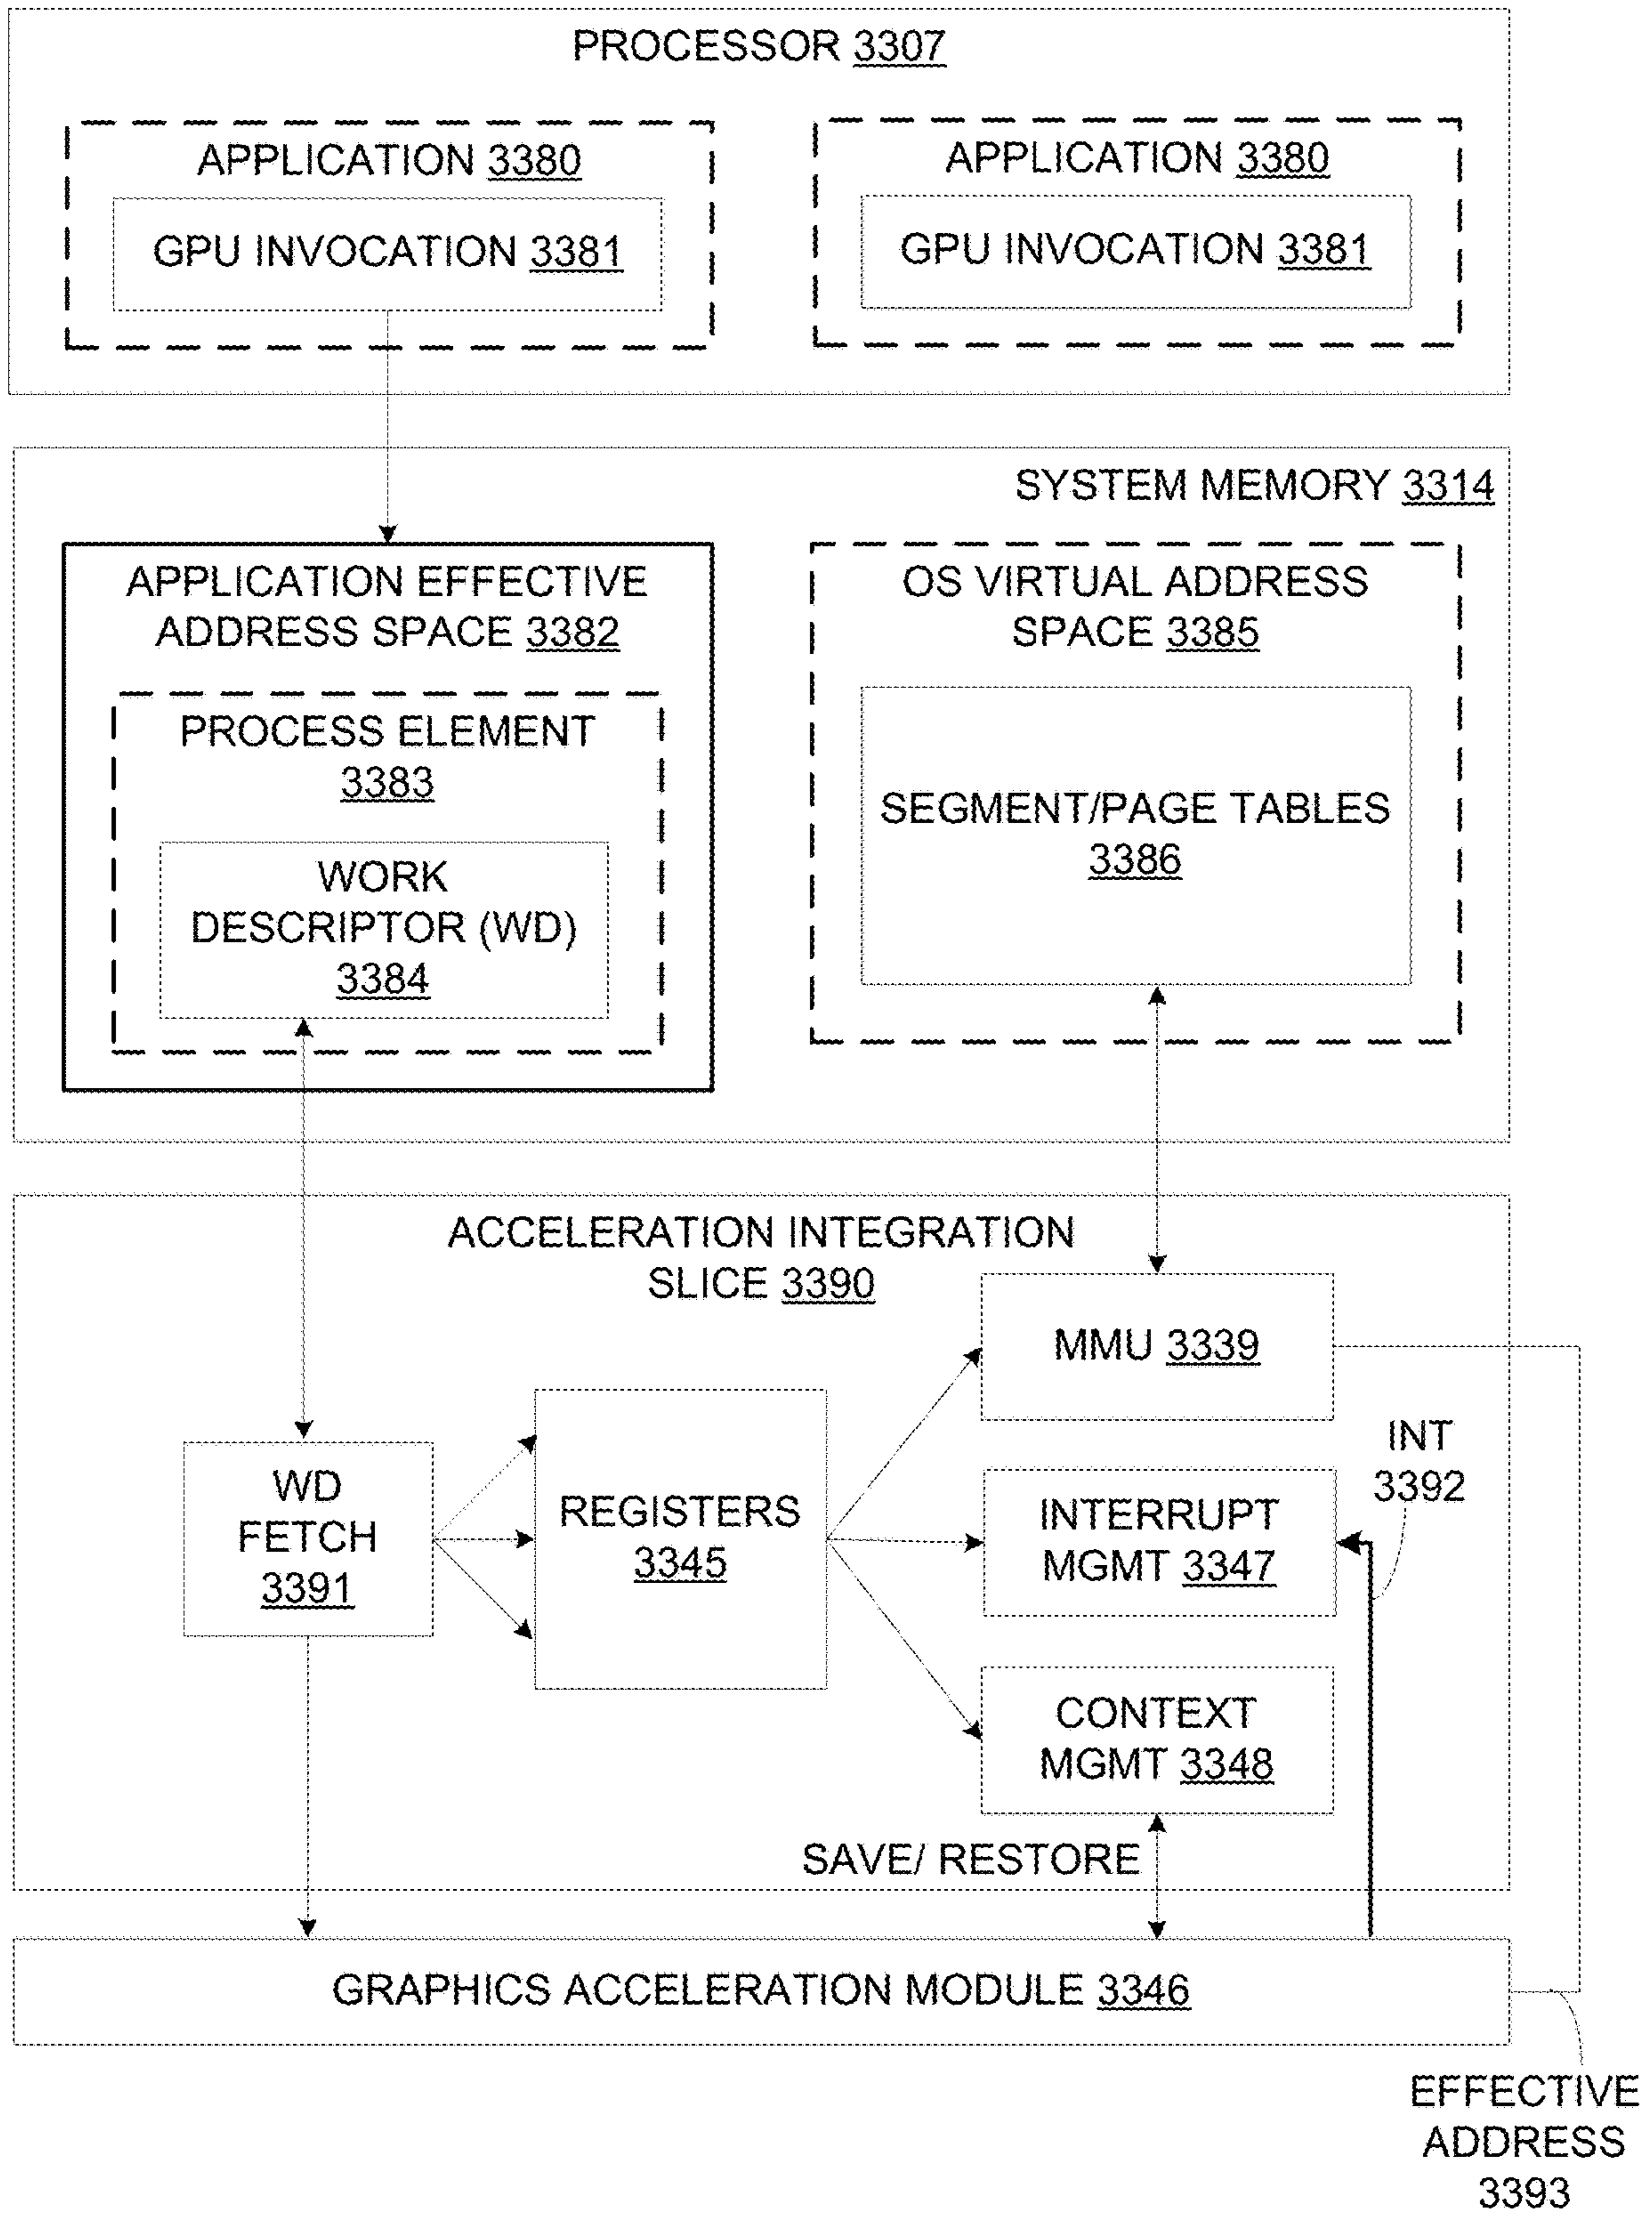 PROCESSOR 3307
APPLICATION 3380
GPU INVOCATION 3381
APPLICATION 3380
GPU INVOCATION 3381
SYSTEM MEMORY 3314
APPLICATION EFFECTIVE
ADDRESS SPACE 3382
PROCESS ELEMENT
3383
WORK
DESCRIPTOR (WD)
3384
OS VIRTUAL ADDRESS
SPACE 3385
SEGMENT/PAGE TABLES
3386
ACCELERATION INTEGRATION
SLICE 3390
WD
FETCH
3391
REGISTERS
3345
MMU 3339
INTERRUPT
MGMT 3347
CONTEXT
MGMT 3348
INT
3392
SAVE/ RESTORE
GRAPHICS ACCELERATION MODULE 3346
EFFECTIVE
ADDRESS
3393